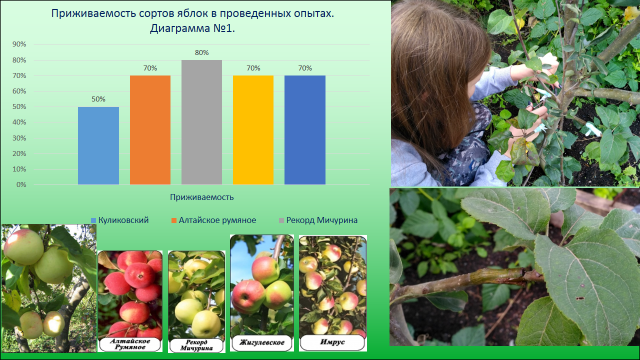 Приживаемость сортов яблок в проведенных опытах.
Диаграмма №1.
90%
80%
70%
60%
50%
40%
30%
20%
10%
0%
50%
70%
80%
70%
70%
Приживаемость
Куликовский
Алтайское румяное
Рекорд Мичурина
Алтайское
Румяное
Рекорд
Мичурина
Жигулевское
Имрус